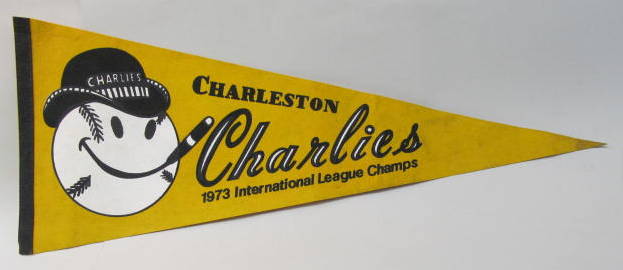 CHARLIES
CHARLESTON
Charlies
1973 International League Champs